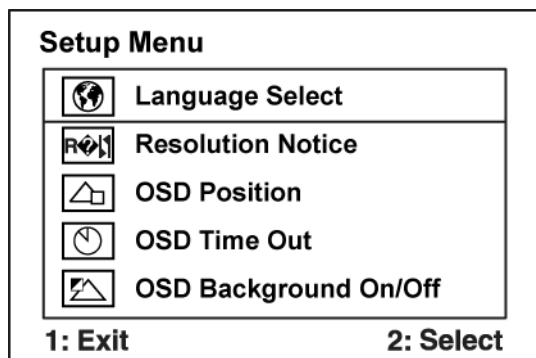 Setup Menu
Language Select
Resolution Notice
OSD Position
OSD Time Out
OSD Background On/Off
1: Exit 2: Select